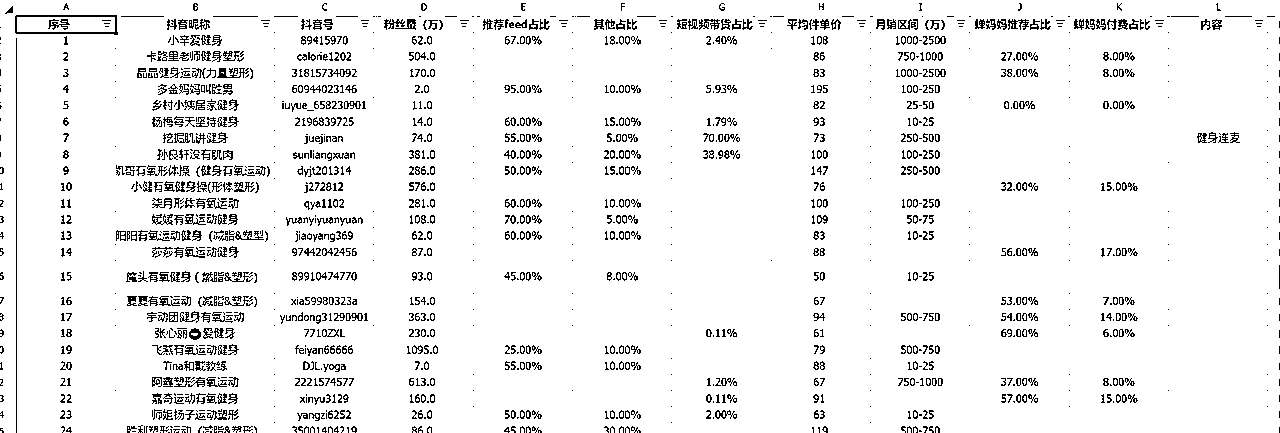 A B C D E F G H I J K L
序号 抖音昵称 抖音号 粉丝量（万） 推荐feed占比 其他占比 短视频带货占比 平均件单价 月销区间（万） 蝉妈妈推荐占比 蝉妈妈付费占比 内容
1 小辛爱健身 89415970 62.0 67.00% 18.00% 2.40% 108 1000-2500
2 卡路里老师健身塑形 calorie1202 504.0 86 750-1000 27.00% 8.00%
3 晶晶健身运动(力量塑形) 31815734092 170.0 83 1000-2500 38.00% 8.00%
4 多金妈妈叫胜男 60944023146 2.0 95.00% 10.00% 5.93% 195 100-250
5 乡村小姨居家健身 iuyue_658230901 11.0 82 25-50 0.00% 0.00%
6 杨梅每天坚持健身 2196839725 14.0 60.00% 15.00% 1.79% 93 10-25
7 挖掘肌讲健身 juejinan 74.0 55.00% 5.00% 70.00% 73 250-500 健身连麦
8 孙良轩没有肌肉 sunliangxuan 381.0 40.00% 20.00% 38.98% 100 100-250
9 凯哥有氧形体操（健身有氧运动） dyjt201314 286.0 50.00% 15.00% 147 250-500
10 小健有氧健身操(形体塑形) j272812 576.0 76 32.00% 15.00%
11 柒月形体有氧运动 qya1102 281.0 60.00% 10.00% 100 100-250
12 媛媛有氧运动健身 yuanyiyuanyuan 108.0 70.00% 5.00% 109 50-75
13 阳阳有氧运动健身（减脂&塑型） jiaoyang369 62.0 60.00% 10.00% 83 10-25
14 莎莎有氧运动健身 97442042456 87.0 88 56.00% 17.00%
15 魔头有氧健身（燃脂&塑形） 89910474770 93.0 45.00% 8.00% 50 10-25
16 夏夏有氧运动（减脂&塑形） xia59980323a 154.0 67 53.00% 7.00%
17 宇动团健身有氧运动 yundong31290901 363.0 94 500-750 54.00% 14.00%
18 张心丽 爱健身 7710ZXL 230.0 0.11% 61 69.00% 6.00%
19 飞燕有氧运动健身 feiyan66666 1095.0 25.00% 10.00% 79 500-750
20 Tina和戴教练 DJL.yoga 7.0 55.00% 10.00% 88 10-25
21 阿鑫塑形有氧运动 2221574577 613.0 1.20% 67 750-1000 37.00% 8.00%
22 嘉奇运动有氧健身 xinyu3129 160.0 0.11% 91 57.00% 15.00%
23 师姐扬子运动塑形 yangzi6252 26.0 50.00% 10.00% 2.00% 63 10-25
24 胜利塑形运动（减脂&塑形） 35001404219 86.0 45.00% 30.00% 119 500-750